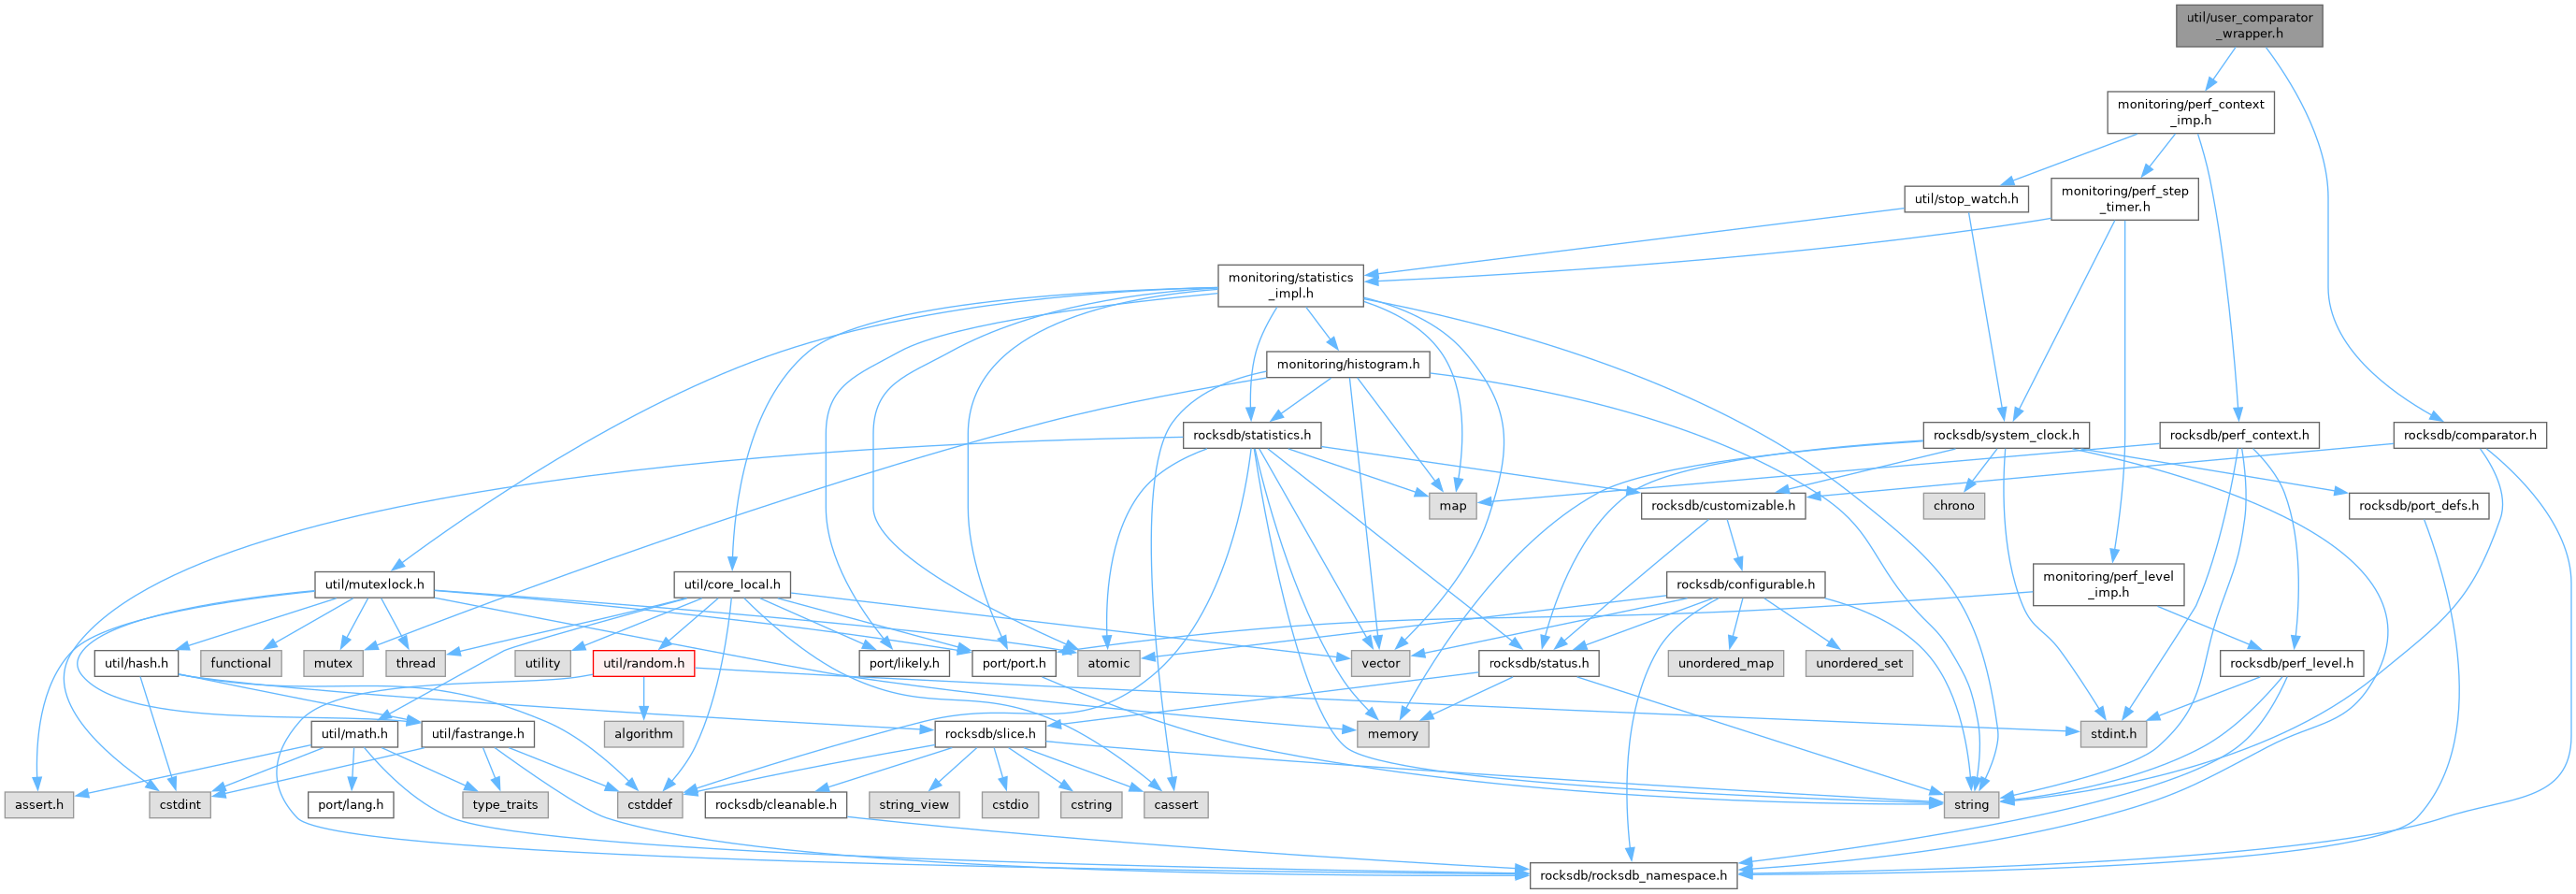 util/user_comparator
_wrapper.h
monitoring/perf_context
_imp.h
util/stop_watch.h
monitoring/perf_step
_timer.h
monitoring/statistics
_impl.h
monitoring/histogram.h
rocksdb/statistics.h
rocksdb/system_clock.h
rocksdb/perf_context.h
rocksdb/comparator.h
map
rocksdb/customizable.h
chrono
rocksdb/port_defs.h
util/mutexlock.h
util/core_local.h
rocksdb/configurable.h
monitoring/perf_level
_imp.h
util/hash.h
functional
mutex
thread
utility
util/random.h
port/likely.h
port/port.h
atomic
vector
rocksdb/status.h
unordered_map
unordered_set
rocksdb/perf_level.h
util/math.h
util/fastrange.h
algorithm
rocksdb/slice.h
memory
stdint.h
assert.h
cstdint
port/lang.h
type_traits
cstddef
rocksdb/cleanable.h
string_view
cstdio
cstring
cassert
string
rocksdb/rocksdb_namespace.h